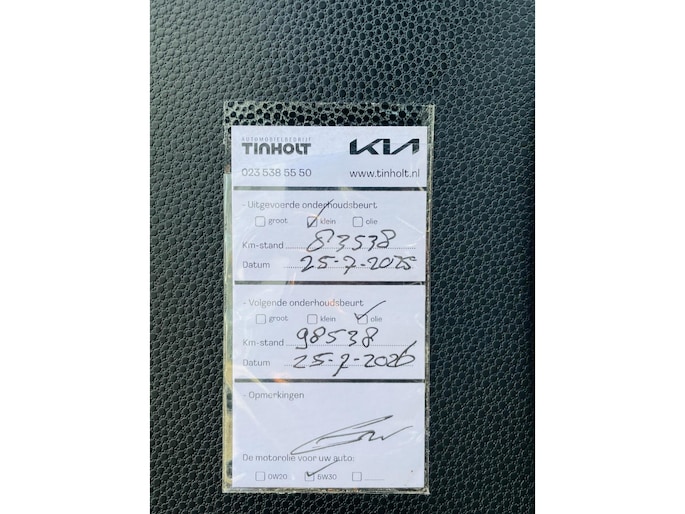 AUTOMOBIELBEDRIJF
TINHOLT KIA
023 538 55 50 www.tinholt.nl
- Uitgevoerde onderhoudsbeurt
groot klein olie
Km-stand 83538
Datum 25-7-2025
- Volgende onderhoudsbeurt
groot klein olie
Km-stand 98538
Datum 25-7-2026
- Opmerkingen
De motorolie voor uw auto:
0W20 5W30